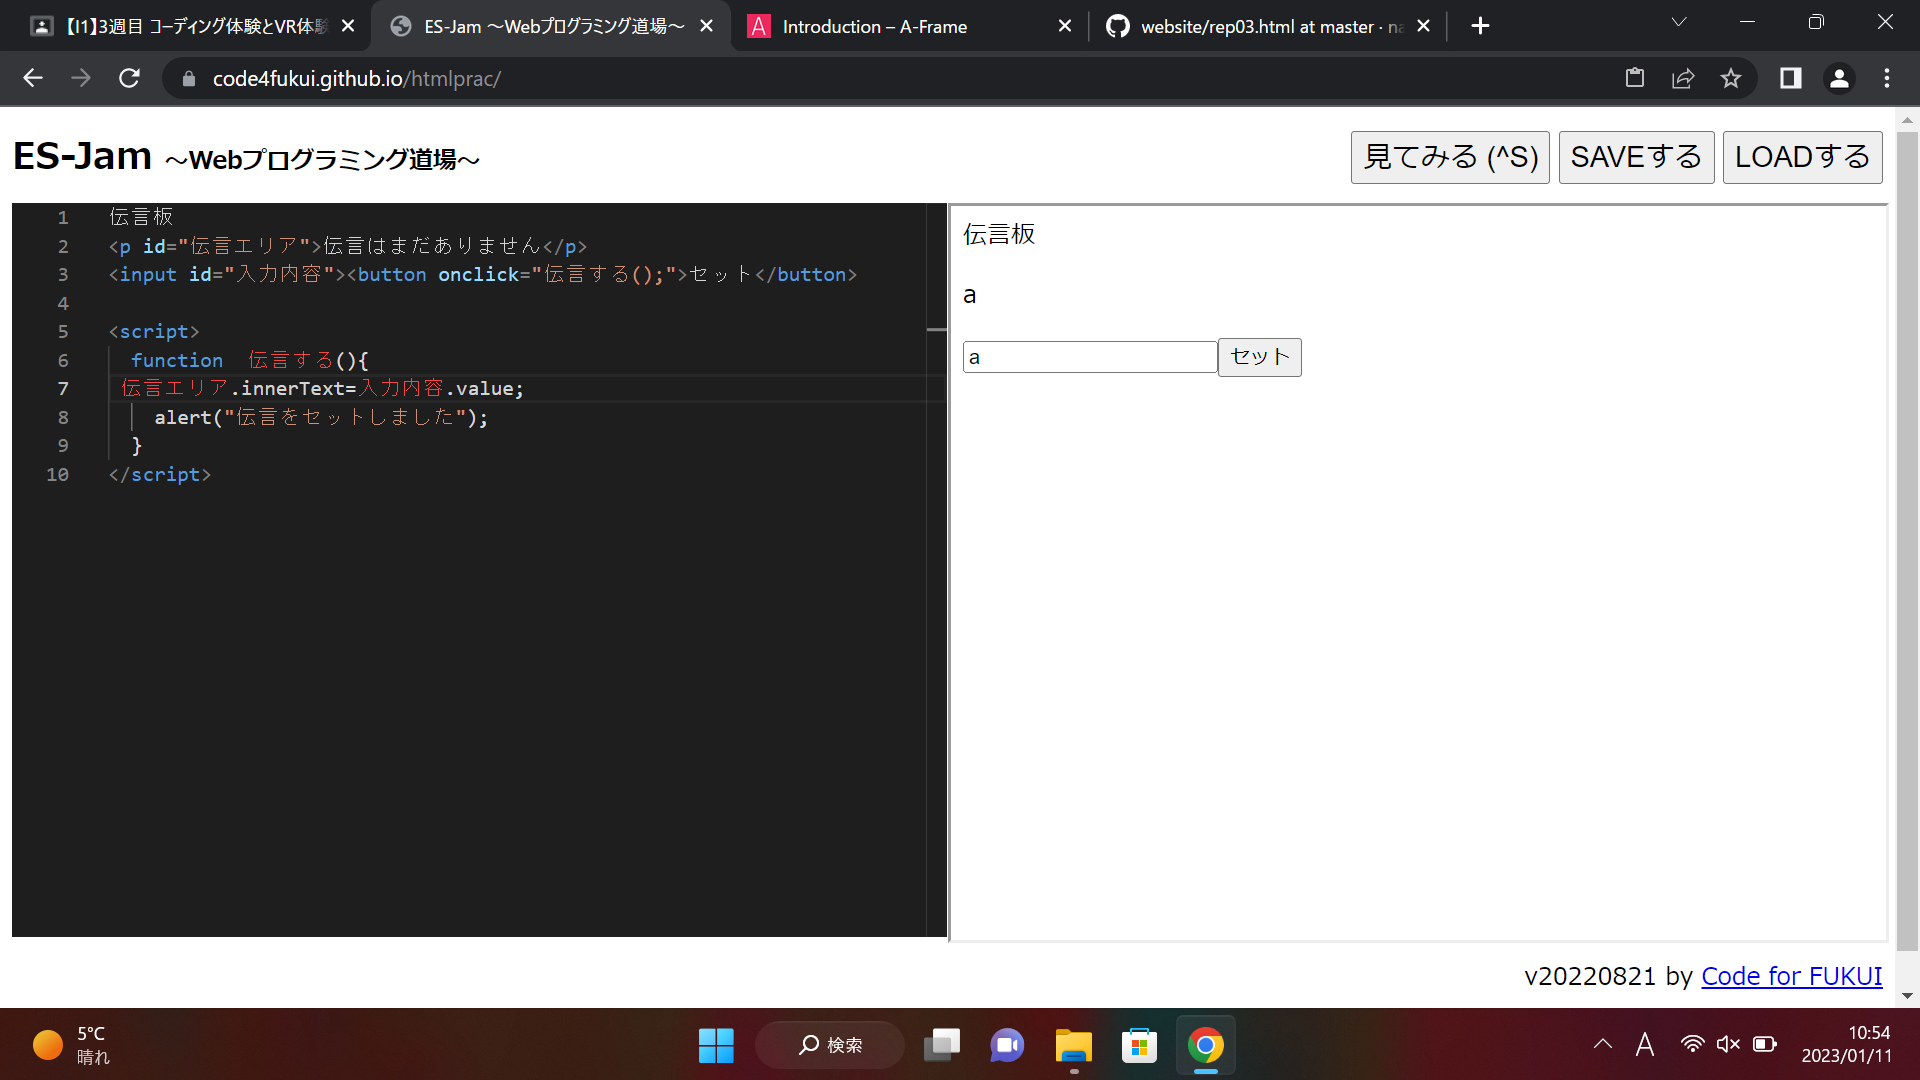 【I1】3週目 コーディング体験とVR体験
ES-Jam ～Webプログラミング道場～
Introduction – A-Frame
website/rep03.html at master · na
code4fukui.github.io/htmlprac/
ES-Jam ～Webプログラミング道場～
見てみる (^S)
SAVEする
LOADする
1 伝言板
2 <p id="伝言エリア">伝言はまだありません</p>
3 <input id="入力内容"><button onclick="伝言する();">セット</button>
4
5 <script>
6 function　伝言する(){
7 伝言エリア.innerText=入力内容.value;
8 alert("伝言をセットしました");
9 }
10 </script>
伝言板
a
a
セット
v20220821 by Code for FUKUI
5°C
晴れ
検索
A
10:54
2023/01/11